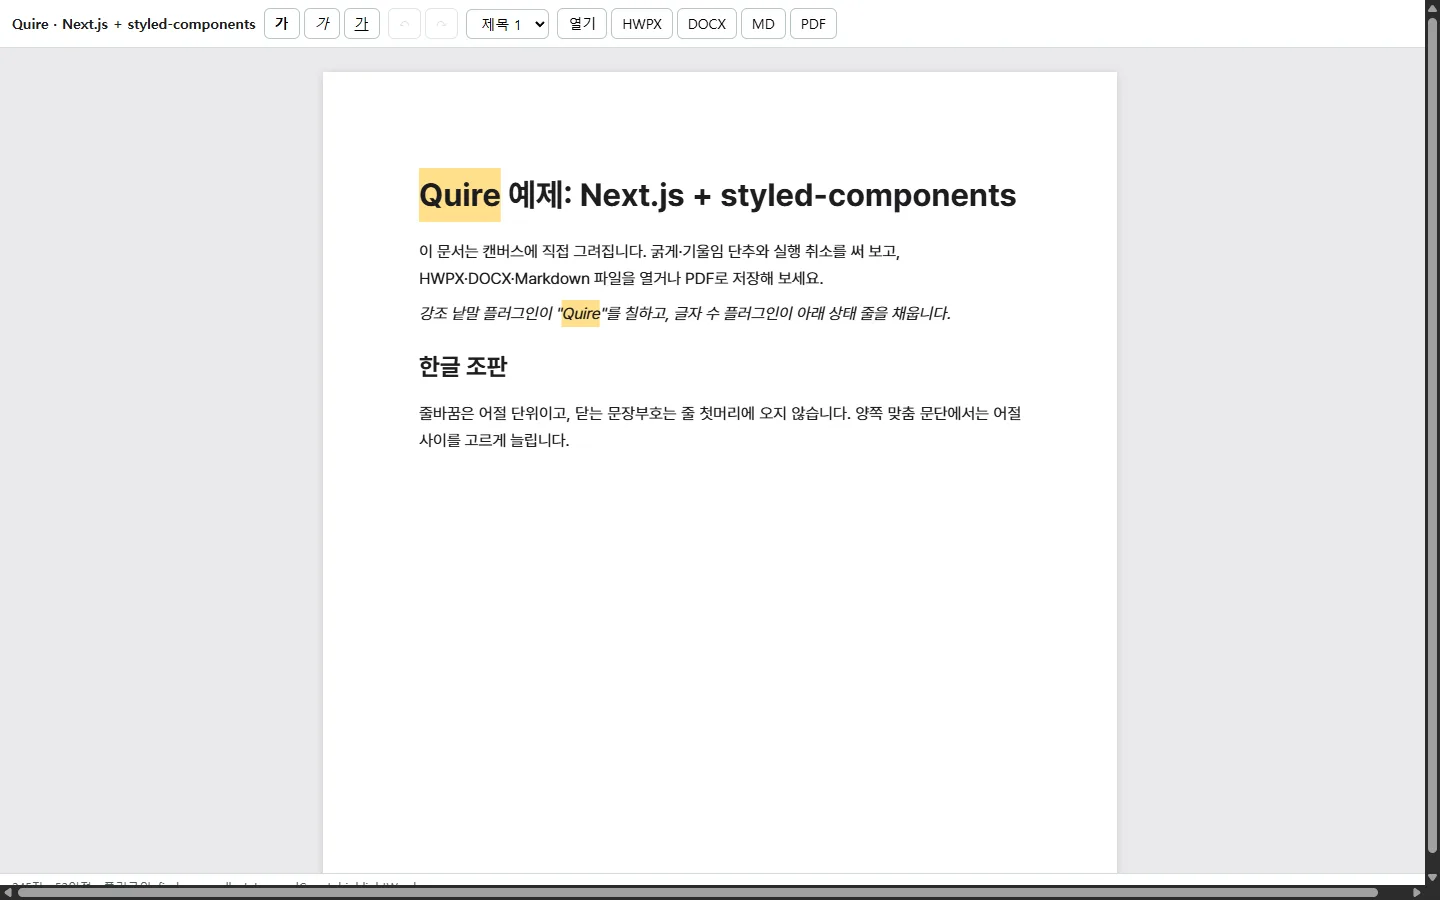 Quire · Next.js + styled-components 가 가 가 제목 1 열기 HWPX DOCX MD PDF
Quire 예제: Next.js + styled-components
이 문서는 캔버스에 직접 그려집니다. 굵게·기울임 단추와 실행 취소를 써 보고,
HWPX·DOCX·Markdown 파일을 열거나 PDF로 저장해 보세요.
강조 낱말 플러그인이 "Quire"를 칠하고, 글자 수 플러그인이 아래 상태 줄을 채웁니다.
한글 조판
줄바꿈은 어절 단위이고, 닫는 문장부호는 줄 첫머리에 오지 않습니다. 양쪽 맞춤 문단에서는 어절
사이를 고르게 늘립니다.